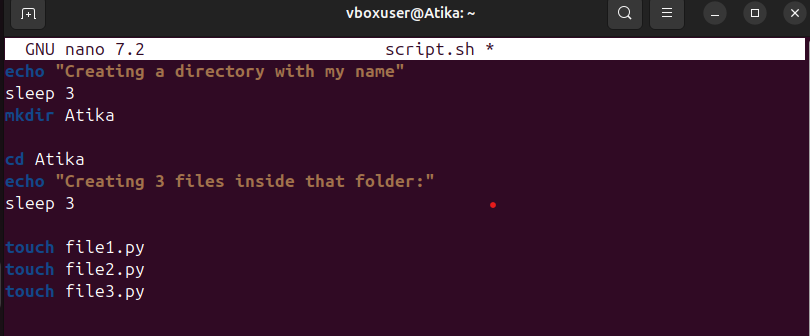 vboxuser@Atika: ~
GNU nano 7.2 script.sh *
echo "Creating a directory with my name"
sleep 3
mkdir Atika
cd Atika
echo "Creating 3 files inside that folder:"
sleep 3
touch file1.py
touch file2.py
touch file3.py